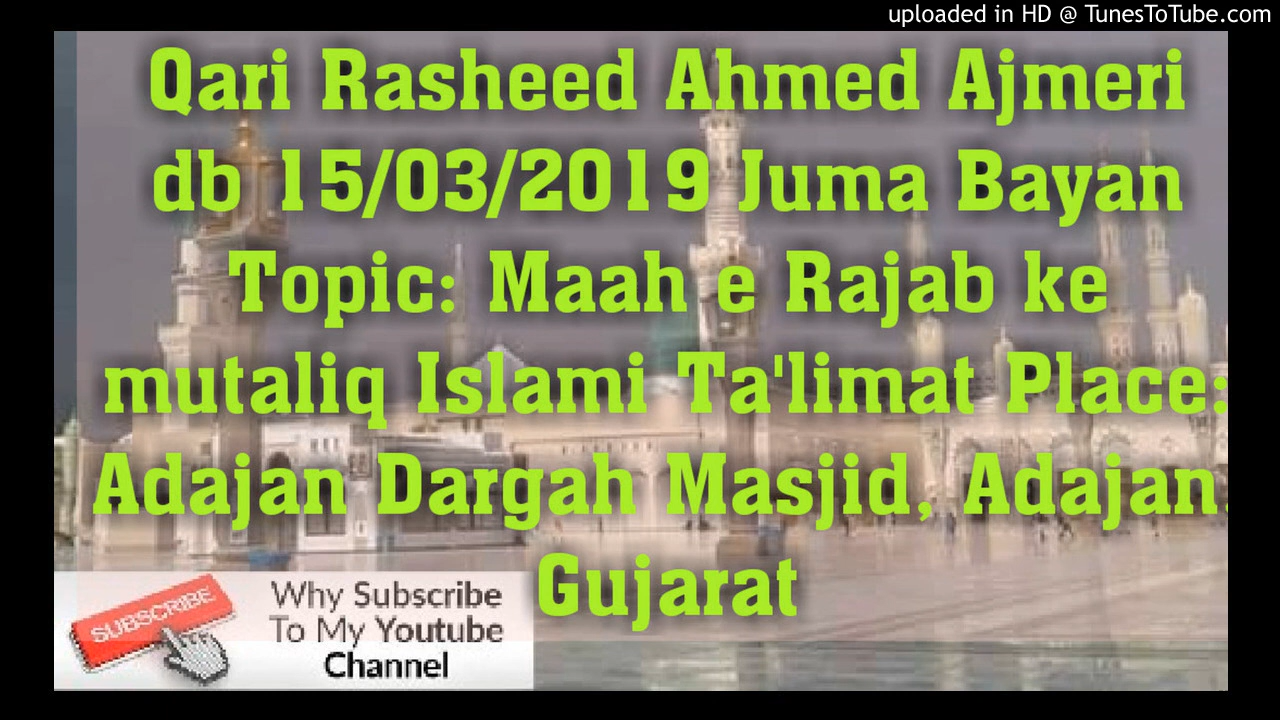 uploaded in HD @ TunesToTube.com
Qari Rasheed Ahmed Ajmeri
db 15/03/2019 Juma Bayan
Topic: Maah e Rajab ke
mutaliq Islami Ta'limat Place:
Adajan Dargah Masjid, Adajan.
Gujarat
SUBSCRIBE
Why Subscribe
To My Youtube
Channel